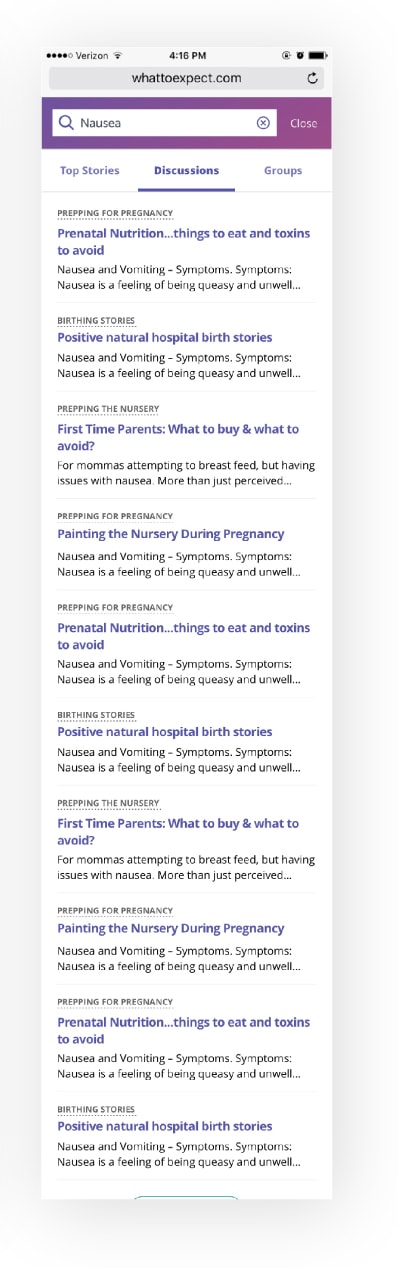 Verizon 4:16 PM
whattoexpect.com
Nausea Close
Top Stories Discussions Groups
PREPPING FOR PREGNANCY
Prenatal Nutrition...things to eat and toxins
to avoid
Nausea and Vomiting – Symptoms. Symptoms:
Nausea is a feeling of being queasy and unwell...
BIRTHING STORIES
Positive natural hospital birth stories
Nausea and Vomiting – Symptoms. Symptoms:
Nausea is a feeling of being queasy and unwell...
PREPPING THE NURSERY
First Time Parents: What to buy & what to
avoid?
For mommas attempting to breast feed, but having
issues with nausea. More than just perceived...
PREPPING FOR PREGNANCY
Painting the Nursery During Pregnancy
Nausea and Vomiting – Symptoms. Symptoms:
Nausea is a feeling of being queasy and unwell...
PREPPING FOR PREGNANCY
Prenatal Nutrition...things to eat and toxins
to avoid
Nausea and Vomiting – Symptoms. Symptoms:
Nausea is a feeling of being queasy and unwell...
BIRTHING STORIES
Positive natural hospital birth stories
Nausea and Vomiting – Symptoms. Symptoms:
Nausea is a feeling of being queasy and unwell...
PREPPING THE NURSERY
First Time Parents: What to buy & what to
avoid?
For mommas attempting to breast feed, but having
issues with nausea. More than just perceived...
PREPPING FOR PREGNANCY
Painting the Nursery During Pregnancy
Nausea and Vomiting – Symptoms. Symptoms:
Nausea is a feeling of being queasy and unwell...
PREPPING FOR PREGNANCY
Prenatal Nutrition...things to eat and toxins
to avoid
Nausea and Vomiting – Symptoms. Symptoms:
Nausea is a feeling of being queasy and unwell...
BIRTHING STORIES
Positive natural hospital birth stories
Nausea and Vomiting – Symptoms. Symptoms:
Nausea is a feeling of being queasy and unwell...